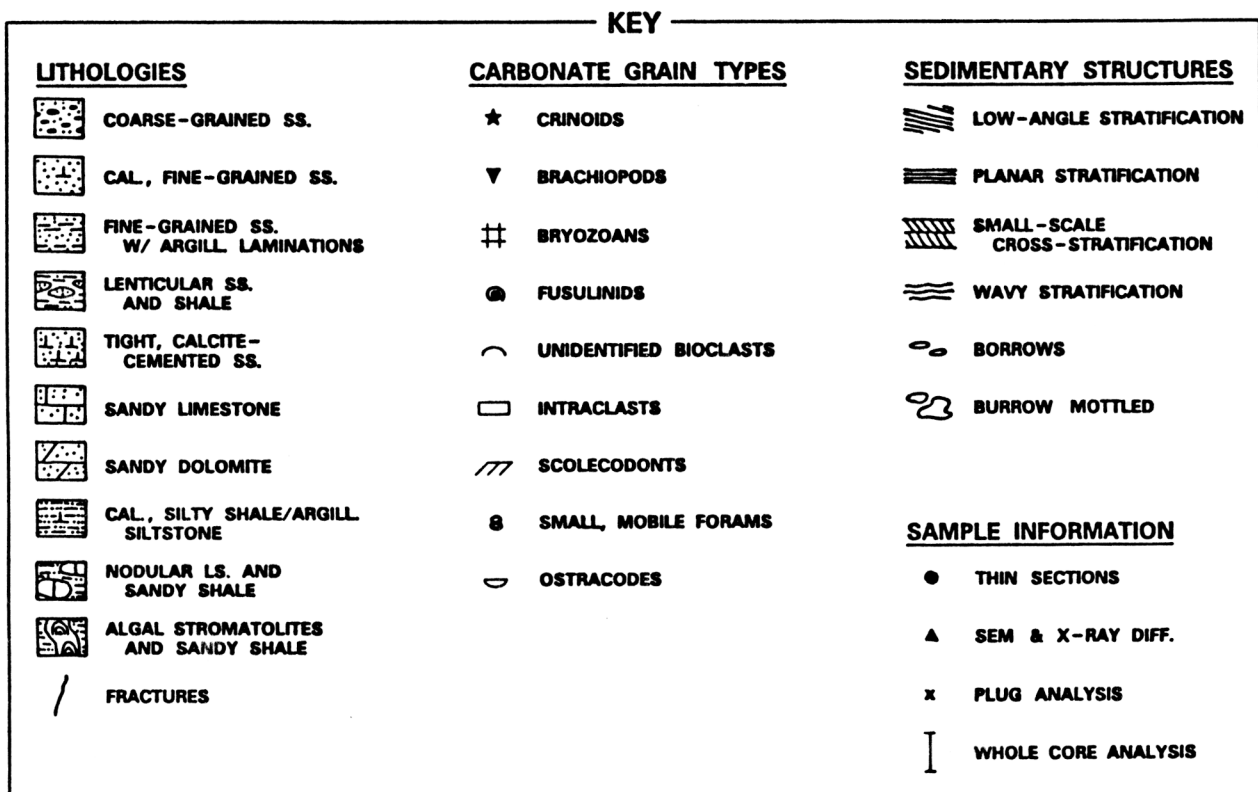 KEY
LITHOLOGIES
COARSE-GRAINED SS.
CAL., FINE-GRAINED SS.
FINE-GRAINED SS.
W/ ARGILL. LAMINATIONS
LENTICULAR SS.
AND SHALE
TIGHT, CALCITE-
CEMENTED SS.
SANDY LIMESTONE
SANDY DOLOMITE
CAL., SILTY SHALE/ARGILL.
SILTSTONE
NODULAR LS. AND
SANDY SHALE
ALGAL STROMATOLITES
AND SANDY SHALE
FRACTURES
CARBONATE GRAIN TYPES
CRINOIDS
BRACHIOPODS
BRYOZOANS
FUSULINIDS
UNIDENTIFIED BIOCLASTS
INTRACLASTS
SCOLECODONTS
SMALL, MOBILE FORAMS
OSTRACODES
SEDIMENTARY STRUCTURES
LOW-ANGLE STRATIFICATION
PLANAR STRATIFICATION
SMALL-SCALE
CROSS-STRATIFICATION
WAVY STRATIFICATION
BORROWS
BURROW MOTTLED
SAMPLE INFORMATION
THIN SECTIONS
SEM & X-RAY DIFF.
PLUG ANALYSIS
WHOLE CORE ANALYSIS